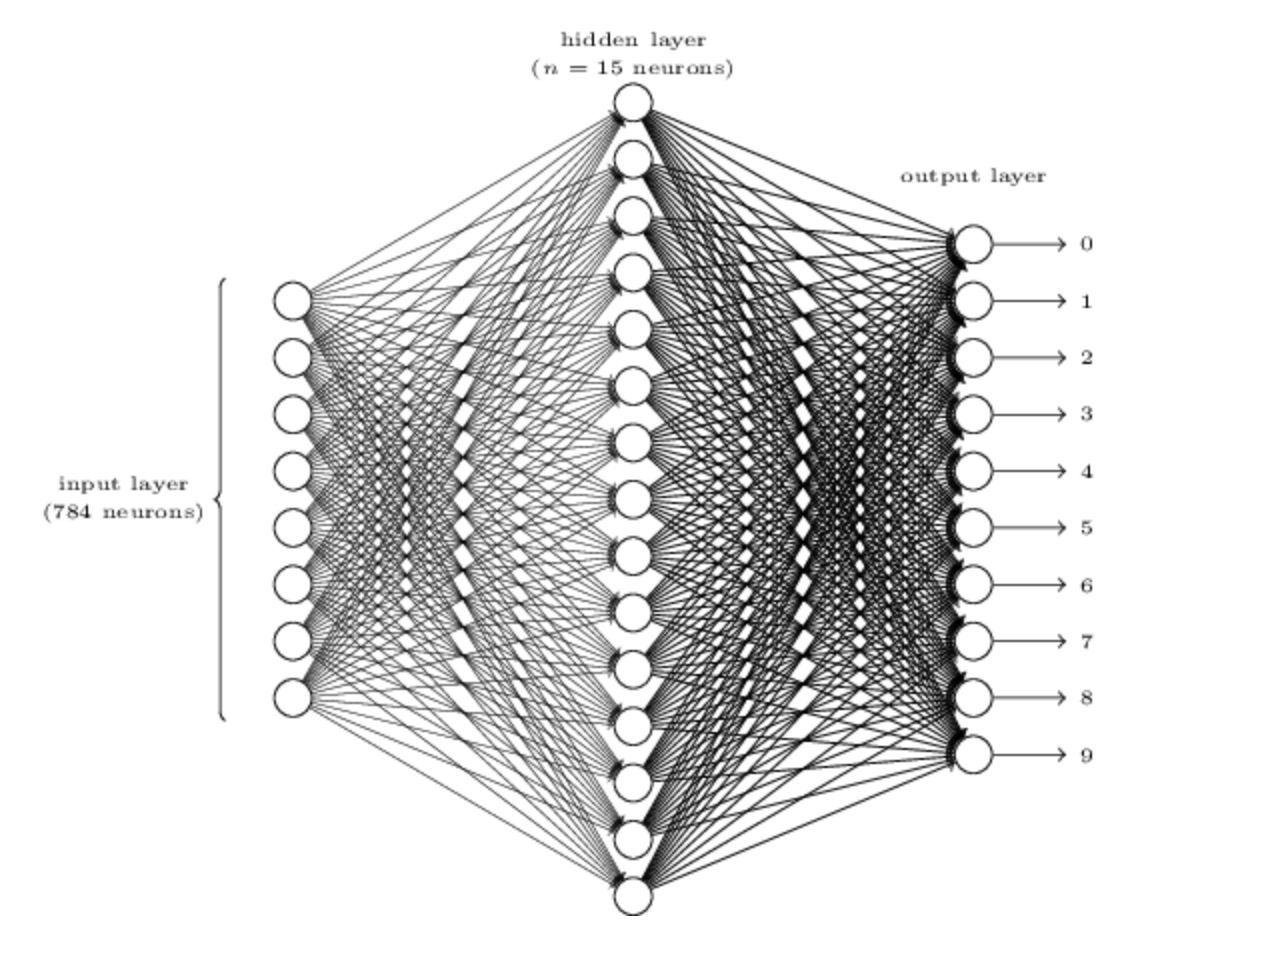 hidden layer
(n = 15 neurons)
output layer
input layer
(784 neurons)
0
1
2
3
4
5
6
7
8
9